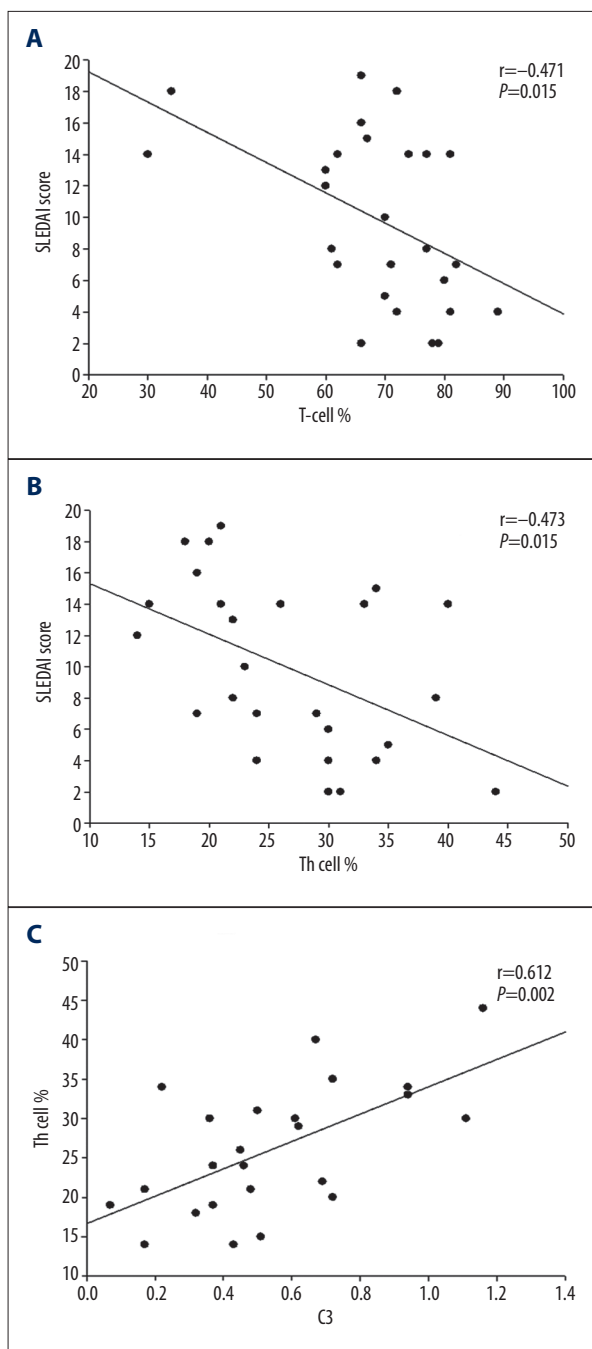 A
r=−0.471
P=0.015
20
18
16
14
12
10
8
6
4
2
0
SLEDAI score
20 30 40 50 60 70 80 90 100
T-cell %
B
r=−0.473
P=0.015
20
18
16
14
12
10
8
6
4
2
0
SLEDAI score
10 15 20 25 30 35 40 45 50
Th cell %
C
r=0.612
P=0.002
50
45
40
35
30
25
20
15
10
Th cell %
0.0 0.2 0.4 0.6 0.8 1.0 1.2 1.4
C3